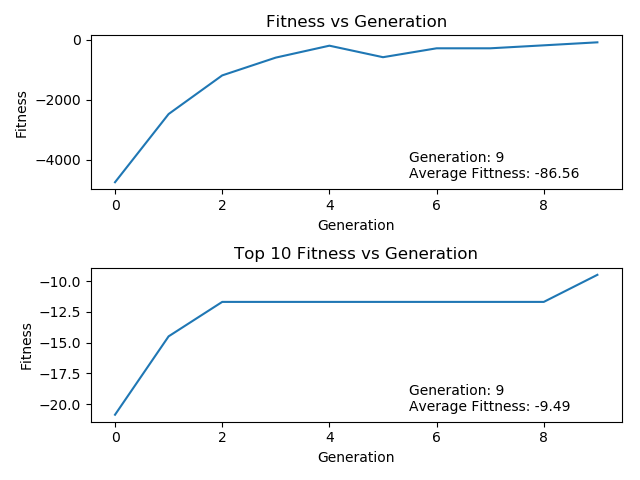 Fitness vs Generation
0
−2000
−4000
Fitness
Generation: 9
Average Fittness: -86.56
0 2 4 6 8
Generation
Top 10 Fitness vs Generation
−10.0
−12.5
−15.0
−17.5
−20.0
Fitness
Generation: 9
Average Fittness: -9.49
0 2 4 6 8
Generation